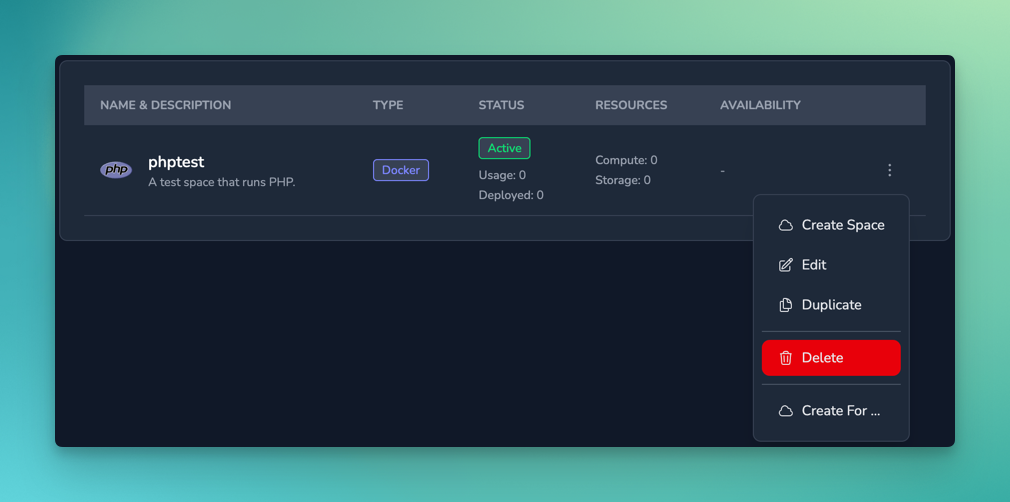 NAME & DESCRIPTION TYPE STATUS RESOURCES AVAILABILITY
php
phptest
A test space that runs PHP.
Docker
Active
Usage: 0
Deployed: 0
Compute: 0
Storage: 0
-
Create Space
Edit
Duplicate
Delete
Create For ...